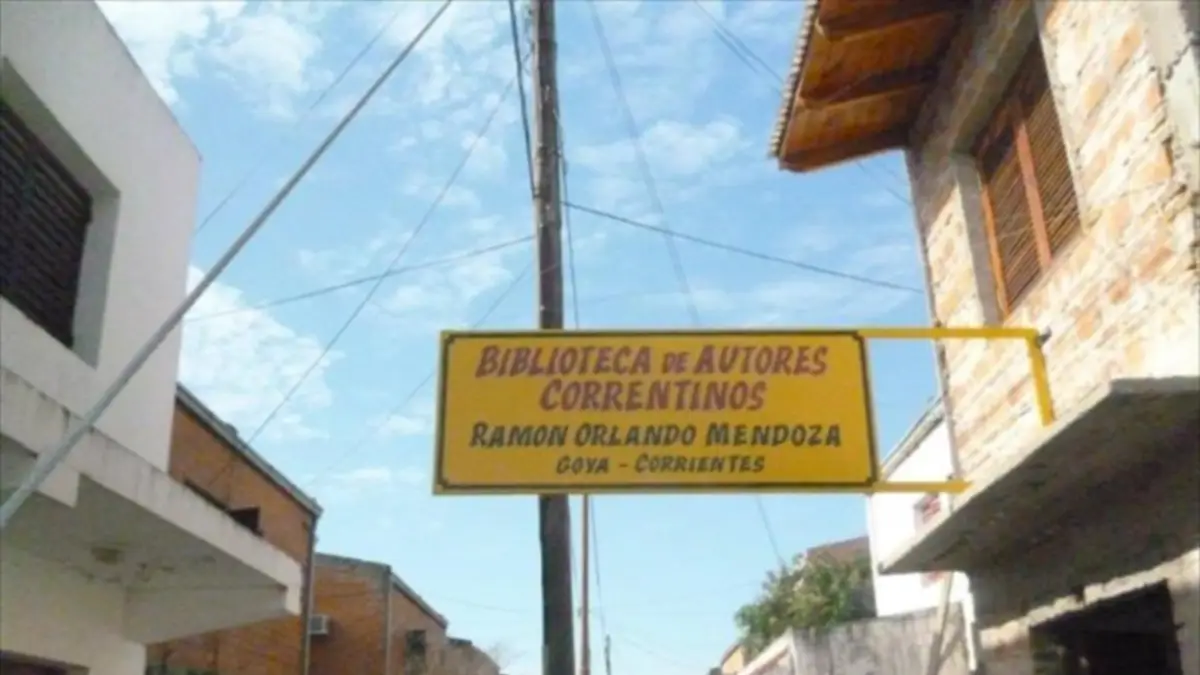 BIBLIOTECA DE AUTORES
CORRENTINOS
RAMON ORLANDO MENDOZA
GOYA - CORRIENTES